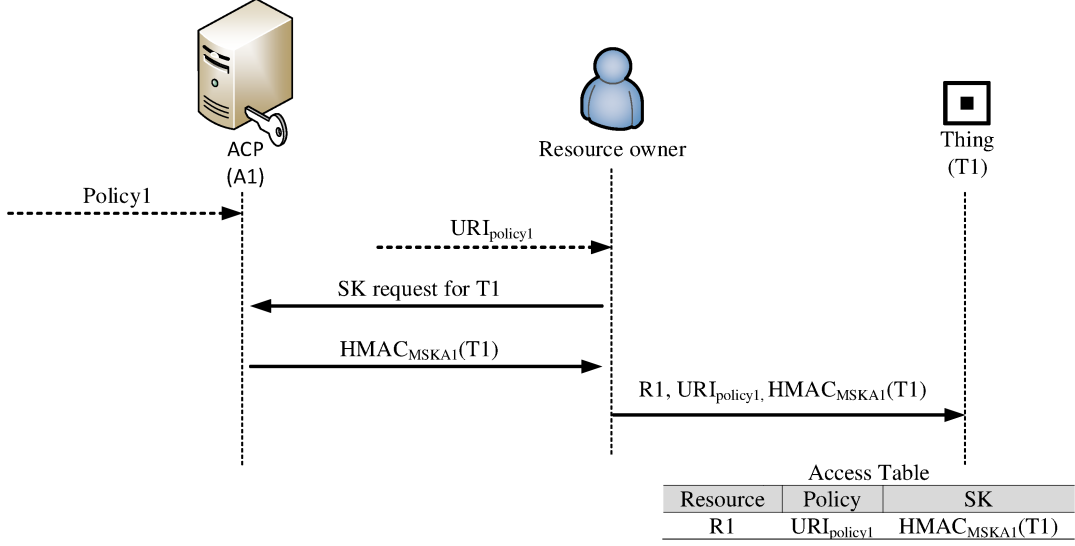 ACP
(A1)
Resource owner
Thing
(T1)
Policy1
URIpolicy1
SK request for T1
HMACMSKA1(T1)
R1, URIpolicy1, HMACMSKA1(T1)
Access Table
Resource Policy SK
R1 URIpolicy1 HMACMSKA1(T1)